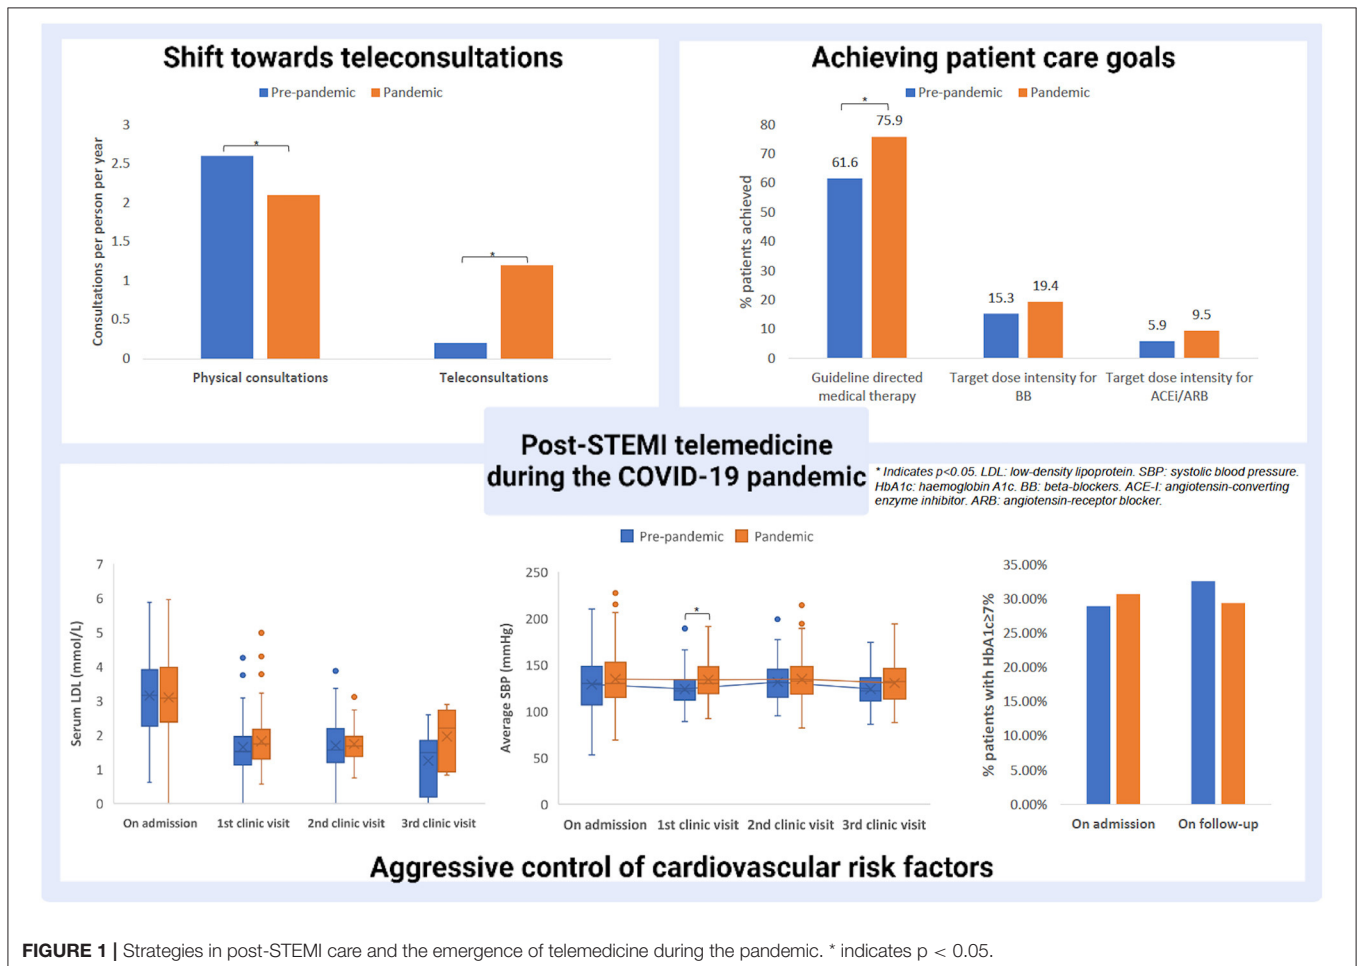 Shift towards teleconsultations
Pre-pandemic Pandemic
Consultations per person per year
3
2.5
2
1.5
1
0.5
0
*
*
Physical consultations Teleconsultations
Achieving patient care goals
Pre-pandemic Pandemic
% patients achieved
80
70
60
50
40
30
20
10
0
*
61.6
75.9
15.3
19.4
5.9
9.5
Guideline directed
medical therapy
Target dose intensity for
BB
Target dose intensity for
ACEi/ARB
Post-STEMI telemedicine
during the COVID-19 pandemic
* Indicates p<0.05. LDL: low-density lipoprotein. SBP: systolic blood pressure.
HbA1c: haemoglobin A1c. BB: beta-blockers. ACE-I: angiotensin-converting
enzyme inhibitor. ARB: angiotensin-receptor blocker.
Pre-pandemic Pandemic
Serum LDL (mmol/L)
7
6
5
4
3
2
1
0
On admission 1st clinic visit 2nd clinic visit 3rd clinic visit
Average SBP (mmHg)
250
200
150
100
50
0
*
On admission 1st clinic visit 2nd clinic visit 3rd clinic visit
% patients with HbA1c≥7%
35.00%
30.00%
25.00%
20.00%
15.00%
10.00%
5.00%
0.00%
On admission On follow-up
Aggressive control of cardiovascular risk factors
FIGURE 1 | Strategies in post-STEMI care and the emergence of telemedicine during the pandemic. * indicates p < 0.05.